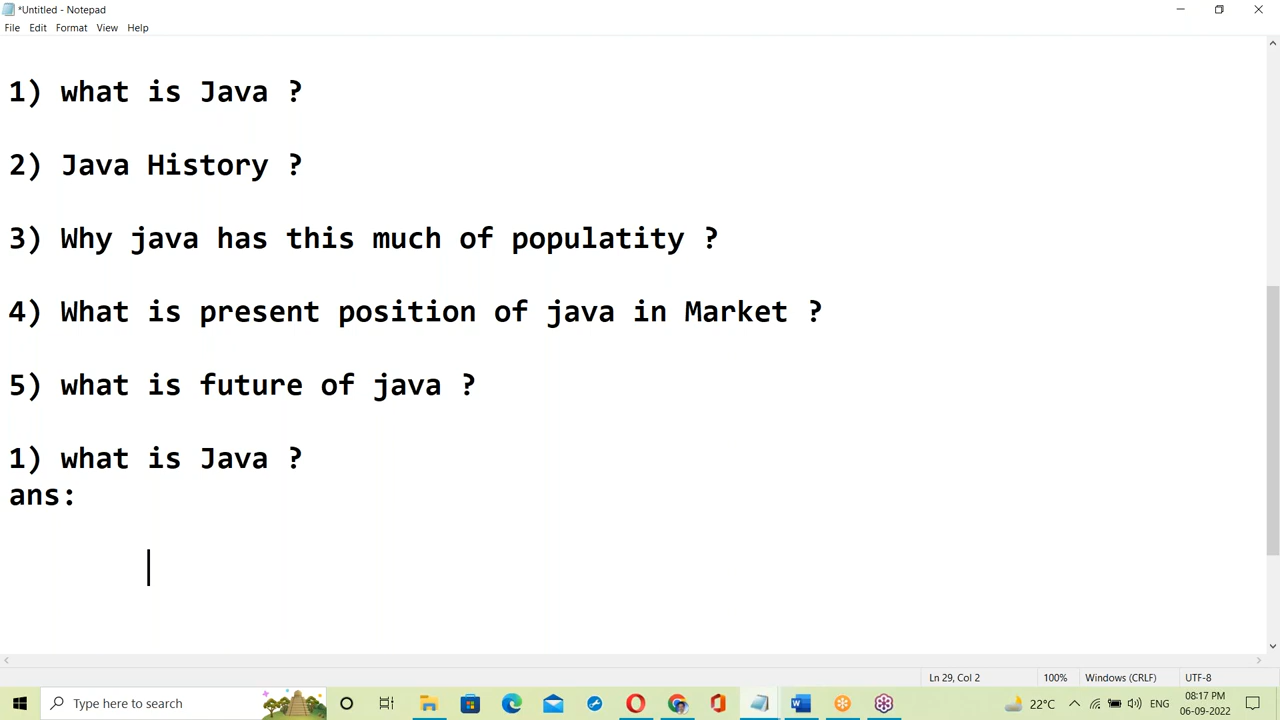 *Untitled - Notepad
File Edit Format View Help
1) what is Java ?
2) Java History ?
3) Why java has this much of populatity ?
4) What is present position of java in Market ?
5) what is future of java ?
1) what is Java ?
ans:
Ln 29, Col 2 100% Windows (CRLF) UTF-8
Type here to search 22°C ENG 08:17 PM
06-09-2022